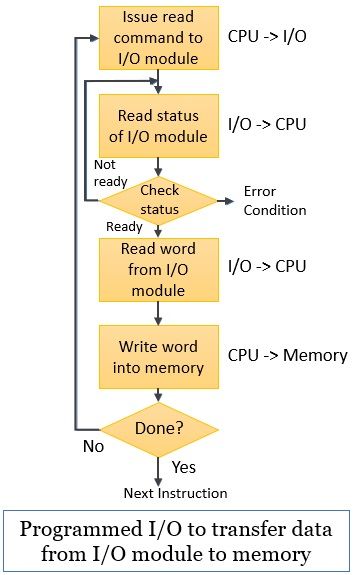 Issue read
command to
I/O module
CPU -> I/O
Read status
of I/O module
I/O -> CPU
Not
ready
Check
status
Error
Condition
Ready
Read word
from I/O
module
I/O -> CPU
Write word
into memory
CPU -> Memory
Done?
No
Yes
Next Instruction
Programmed I/O to transfer data
from I/O module to memory